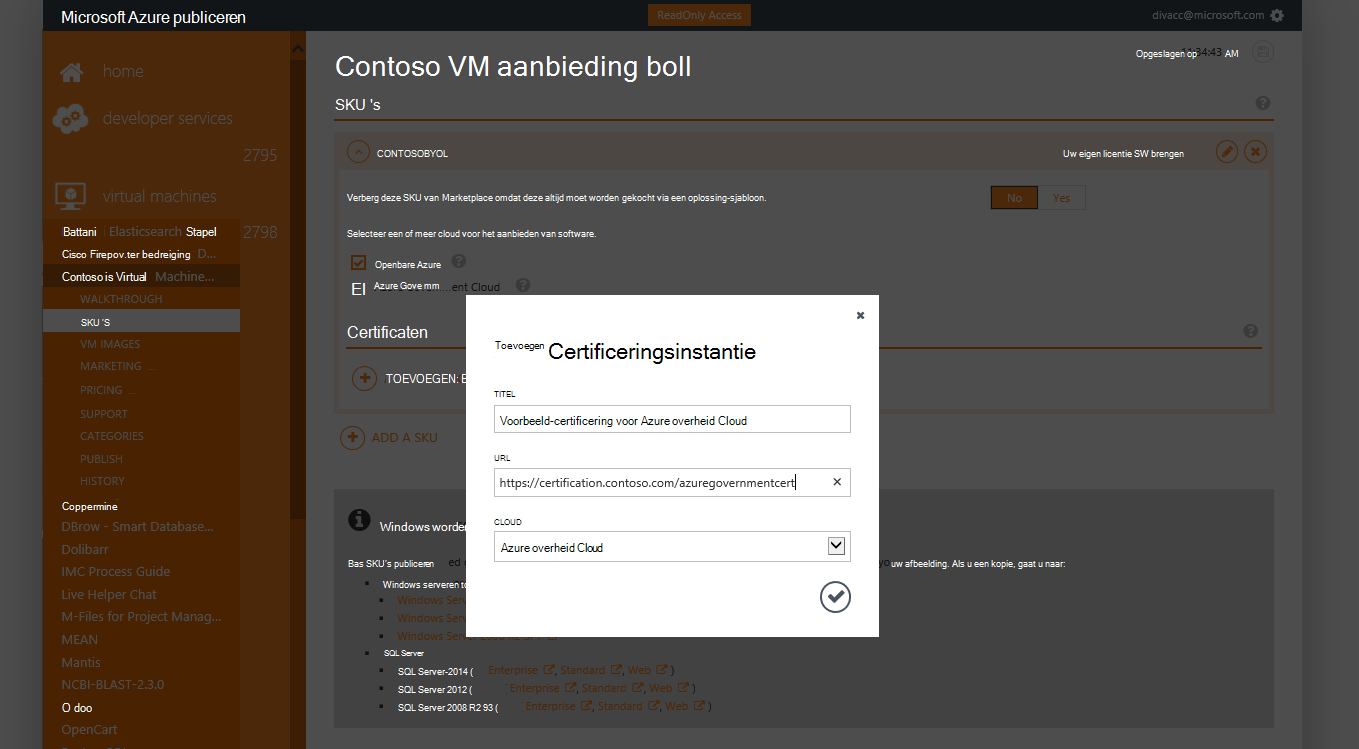 Microsoft Azure publiceren
ReadOnly Access
divacc@microsoft.com
home
developer services
2795
virtual machines
Battani Elasticsearch Stapel 2798
Cisco Firepov.ter bedreiging D...
Contoso is Virtual Machine...
WALKTHROUGH
SKU 'S
VM IMAGES
MARKETING ...
PRICING ...
SUPPORT
CATEGORIES
PUBLISH
HISTORY
Coppermine
DBrow - Smart Database...
Dolibarr
IMC Process Guide
Live Helper Chat
M-Files for Project Manag...
MEAN
Mantis
NCBI-BLAST-2.3.0
O doo
OpenCart
Contoso VM aanbieding boll
Opgeslagen op 11:34:43 AM
SKU 's
CONTOSOBYOL
Uw eigen licentie SW brengen
Verberg deze SKU van Marketplace omdat deze altijd moet worden gekocht via een oplossing-sjabloon.
No Yes
Selecteer een of meer cloud voor het aanbieden van software.
Openbare Azure
El Azure Gove mm ...ent Cloud
Certificaten
TOEVOEGEN: E
ADD A SKU
Toevoegen Certificeringsinstantie
TITEL
Voorbeeld-certificering voor Azure overheid Cloud
URL
https://certification.contoso.com/azuregovernmentcert
CLOUD
Azure overheid Cloud
Windows worden
Bas SKU's publiceren ed
uw afbeelding. Als u een kopie, gaat u naar:
Windows serveren to
Windows Serv
Windows Serv
Windows Server
SQL Server
SQL Server-2014 ( Enterprise , Standard , Web )
SQL Server 2012 ( Enterprise , Standard , Web )
SQL Server 2008 R2 93 ( Enterprise , Standard , Web )